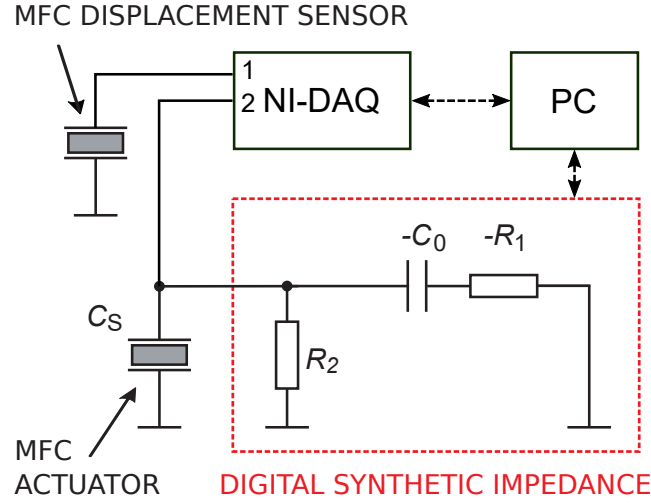 MFC DISPLACEMENT SENSOR
1
2 NI-DAQ
PC
-C0
-R1
CS
R2
MFC
ACTUATOR
DIGITAL SYNTHETIC IMPEDANCE